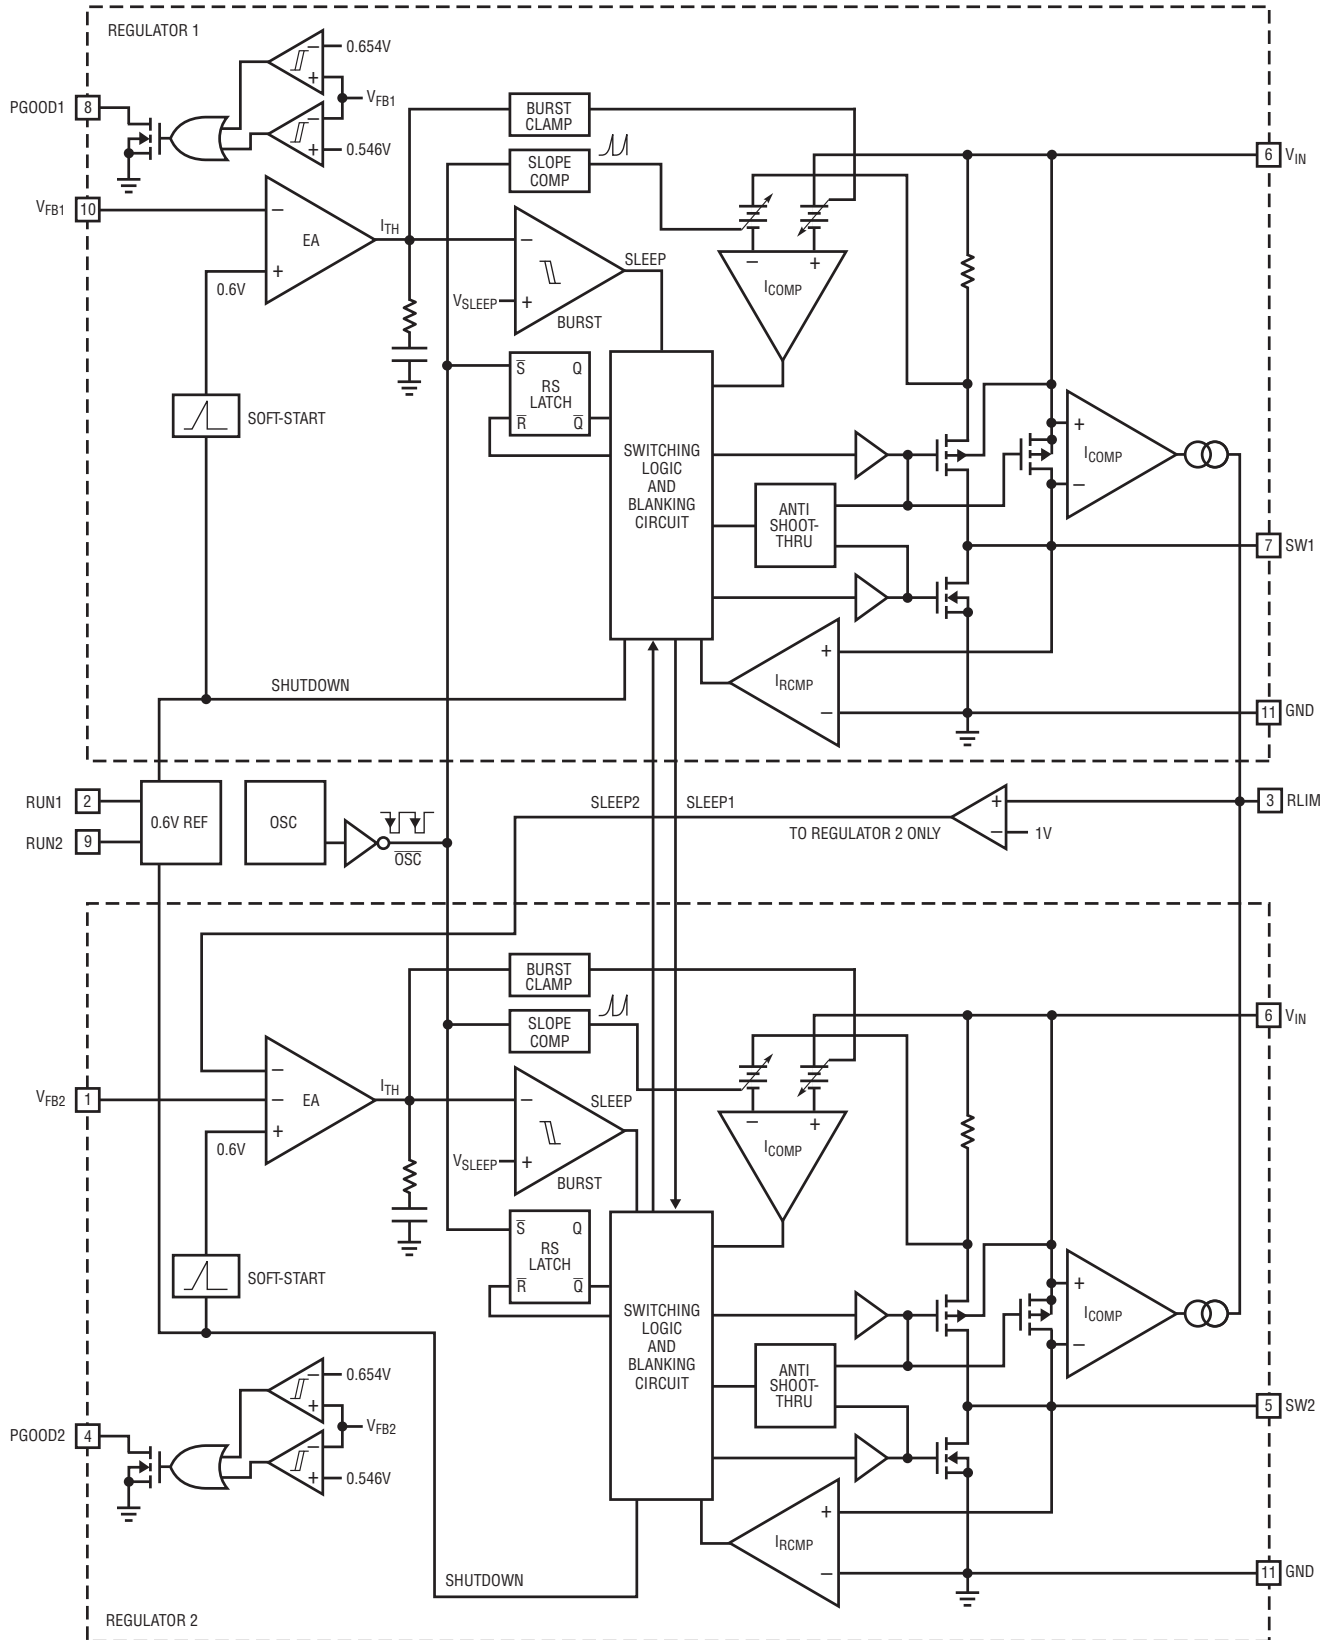 REGULATOR 1
0.654V
PGOOD1 8
VFB1
0.546V
BURST CLAMP
SLOPE COMP
6 VIN
VFB1 10
−
EA
+
0.6V
ITH
−
VSLEEP
+
BURST
SLEEP
−
+
ICOMP
S̅ Q
RS LATCH
R̅ Q̅
SOFT-START
SWITCHING LOGIC AND BLANKING CIRCUIT
ANTI SHOOT-THRU
+
ICOMP
−
7 SW1
+
IRCMP
−
SHUTDOWN
11 GND
RUN1 2
RUN2 9
0.6V REF
OSC
O̅S̅C̅
SLEEP2
SLEEP1
TO REGULATOR 2 ONLY
+
−
1V
3 RLIM
BURST CLAMP
SLOPE COMP
6 VIN
VFB2 1
−
−
EA
+
0.6V
ITH
−
VSLEEP
+
BURST
SLEEP
−
+
ICOMP
S̅ Q
RS LATCH
R̅ Q̅
SOFT-START
SWITCHING LOGIC AND BLANKING CIRCUIT
ANTI SHOOT-THRU
+
ICOMP
−
5 SW2
0.654V
PGOOD2 4
VFB2
0.546V
+
IRCMP
−
SHUTDOWN
11 GND
REGULATOR 2